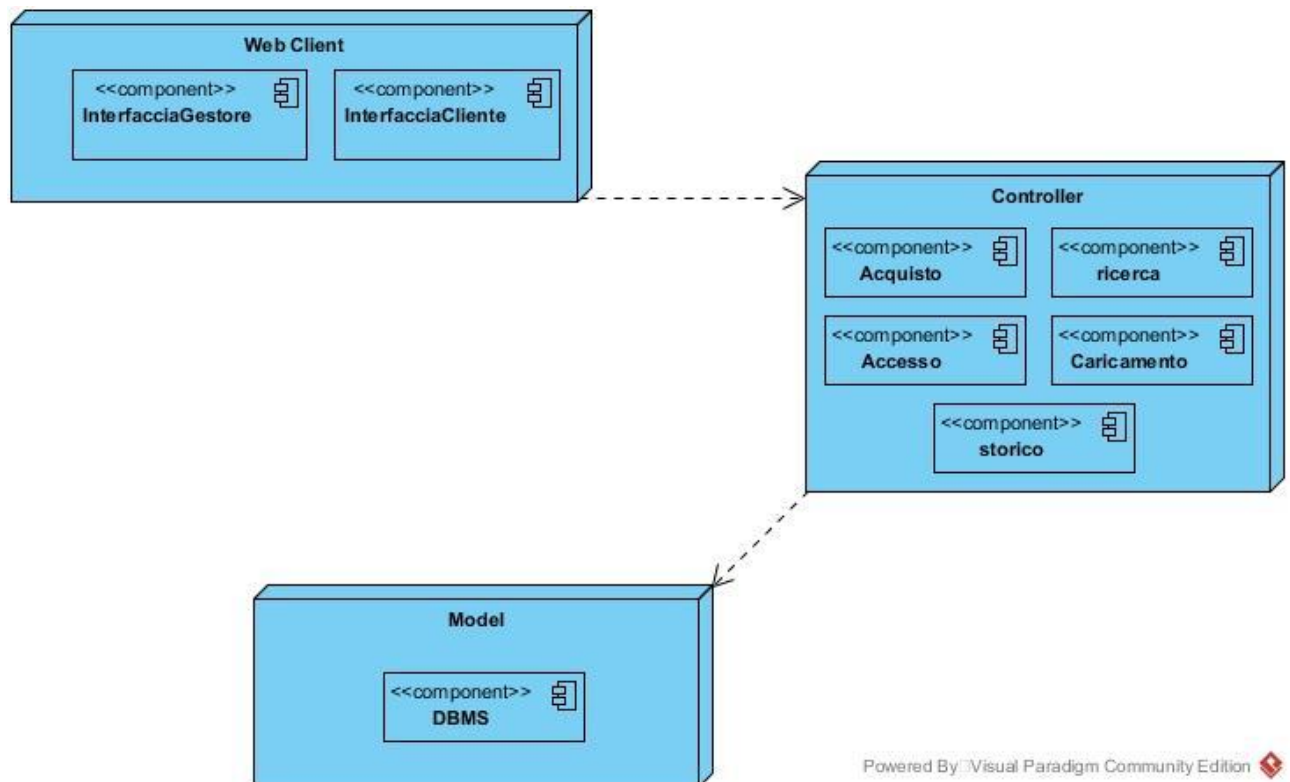 Web Client
<<component>>
InterfacciaGestore
<<component>>
InterfacciaCliente
Controller
<<component>>
Acquisto
<<component>>
ricerca
<<component>>
Accesso
<<component>>
Caricamento
<<component>>
storico
Model
<<component>>
DBMS
Powered By Visual Paradigm Community Edition